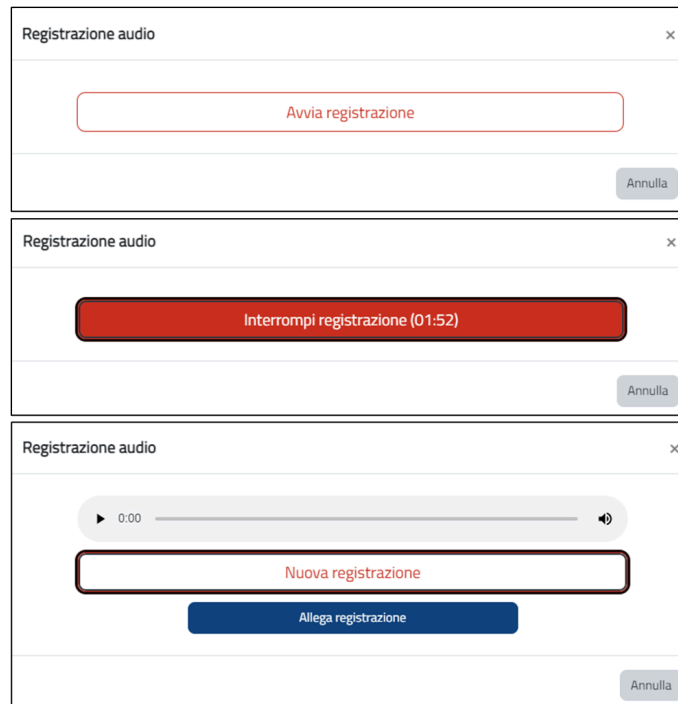 Registrazione audio
×
Avvia registrazione
Annulla
Registrazione audio
×
Interrompi registrazione (01:52)
Annulla
Registrazione audio
×
0:00
Nuova registrazione
Allega registrazione
Annulla